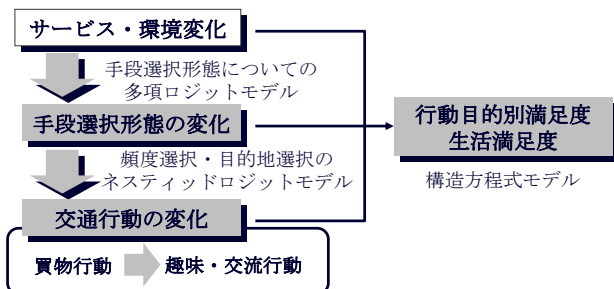 サービス・環境変化
手段選択形態についての
多項ロジットモデル
手段選択形態の変化
頻度選択・目的地選択の
ネスティッドロジットモデル
交通行動の変化
買物行動
趣味・交流行動
行動目的別満足度
生活満足度
構造方程式モデル